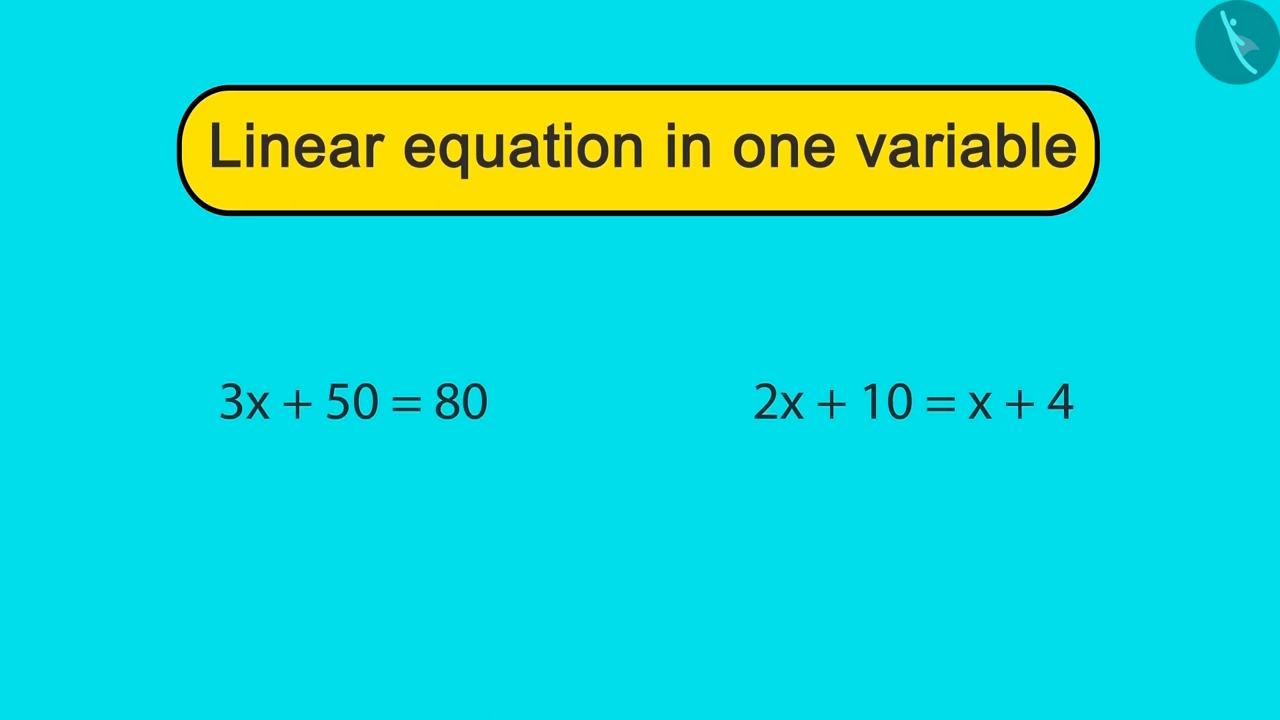 Linear equation in one variable
3x + 50 = 80
2x + 10 = x + 4